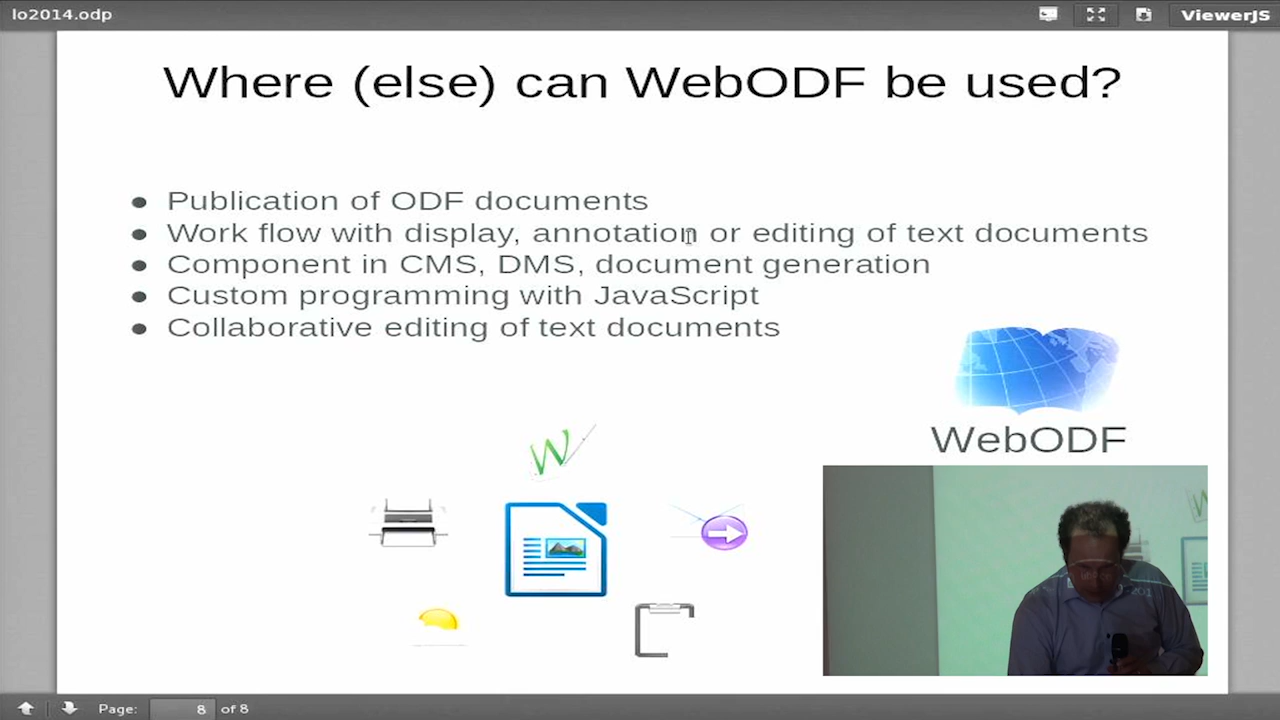 lo2014.odp
ViewerJS
Where (else) can WebODF be used?
● Publication of ODF documents
● Work flow with display, annotation or editing of text documents
● Component in CMS, DMS, document generation
● Custom programming with JavaScript
● Collaborative editing of text documents
W
WebODF
201
Page: 8 of 8